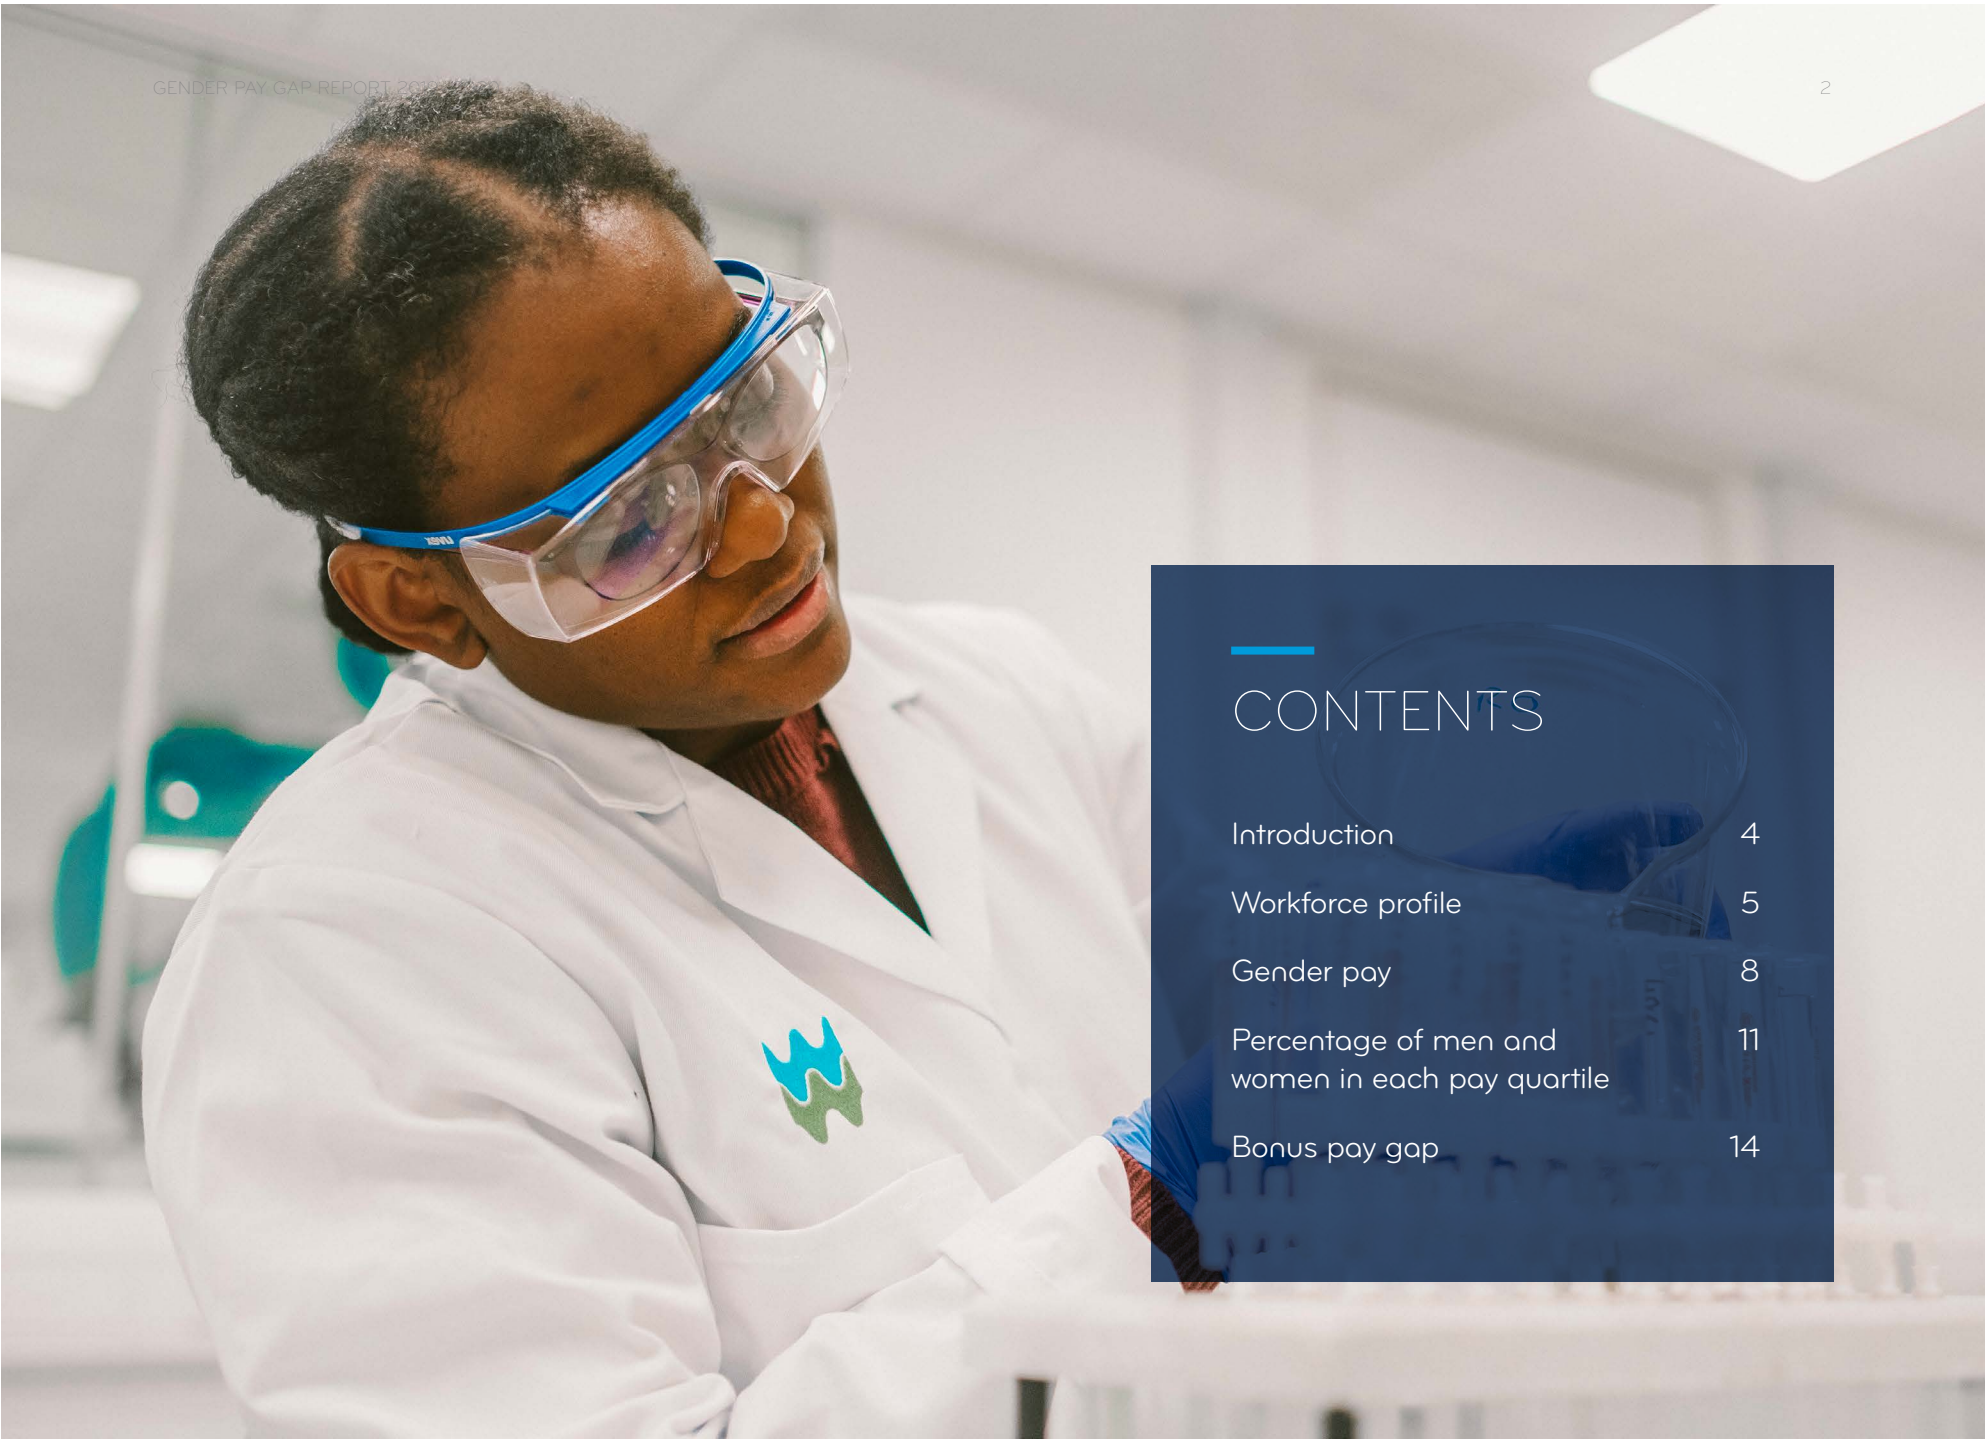 GENDER PAY GAP REPORT
2
uvex
CONTENTS
Introduction 4
Workforce profile 5
Gender pay 8
Percentage of men and 11
women in each pay quartile
Bonus pay gap 14